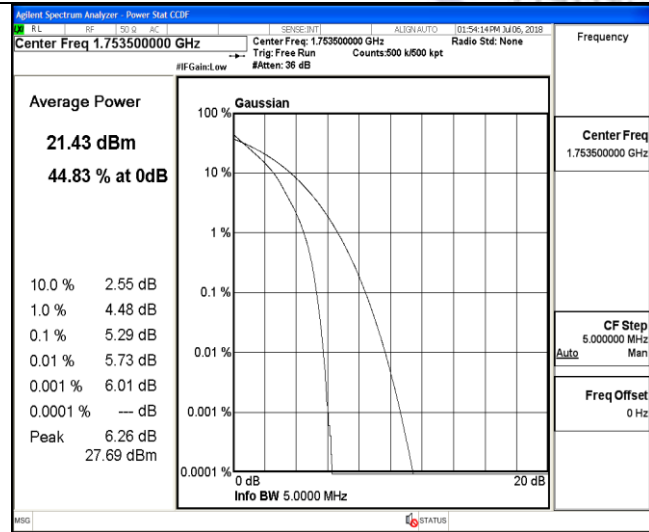 Agilent Spectrum Analyzer - Power Stat CCDF
RL RF 50 Ω AC SENSE:INT ALIGN AUTO 01:54:14 PM Jul 06, 2018
Center Freq 1.753500000 GHz
Center Freq: 1.753500000 GHz Radio Std: None
Trig: Free Run Counts:500 k/500 kpt
#IFGain:Low #Atten: 36 dB
Frequency
Average Power
21.43 dBm
44.83 % at 0dB
10.0 % 2.55 dB
1.0 % 4.48 dB
0.1 % 5.29 dB
0.01 % 5.73 dB
0.001 % 6.01 dB
0.0001 % --- dB
Peak 6.26 dB
27.69 dBm
Gaussian
100 %
10 %
1 %
0.1 %
0.01 %
0.001 %
0.0001 %
0 dB 20 dB
Info BW 5.0000 MHz
Center Freq
1.753500000 GHz
CF Step
5.000000 MHz
Auto Man
Freq Offset
0 Hz
MSG STATUS